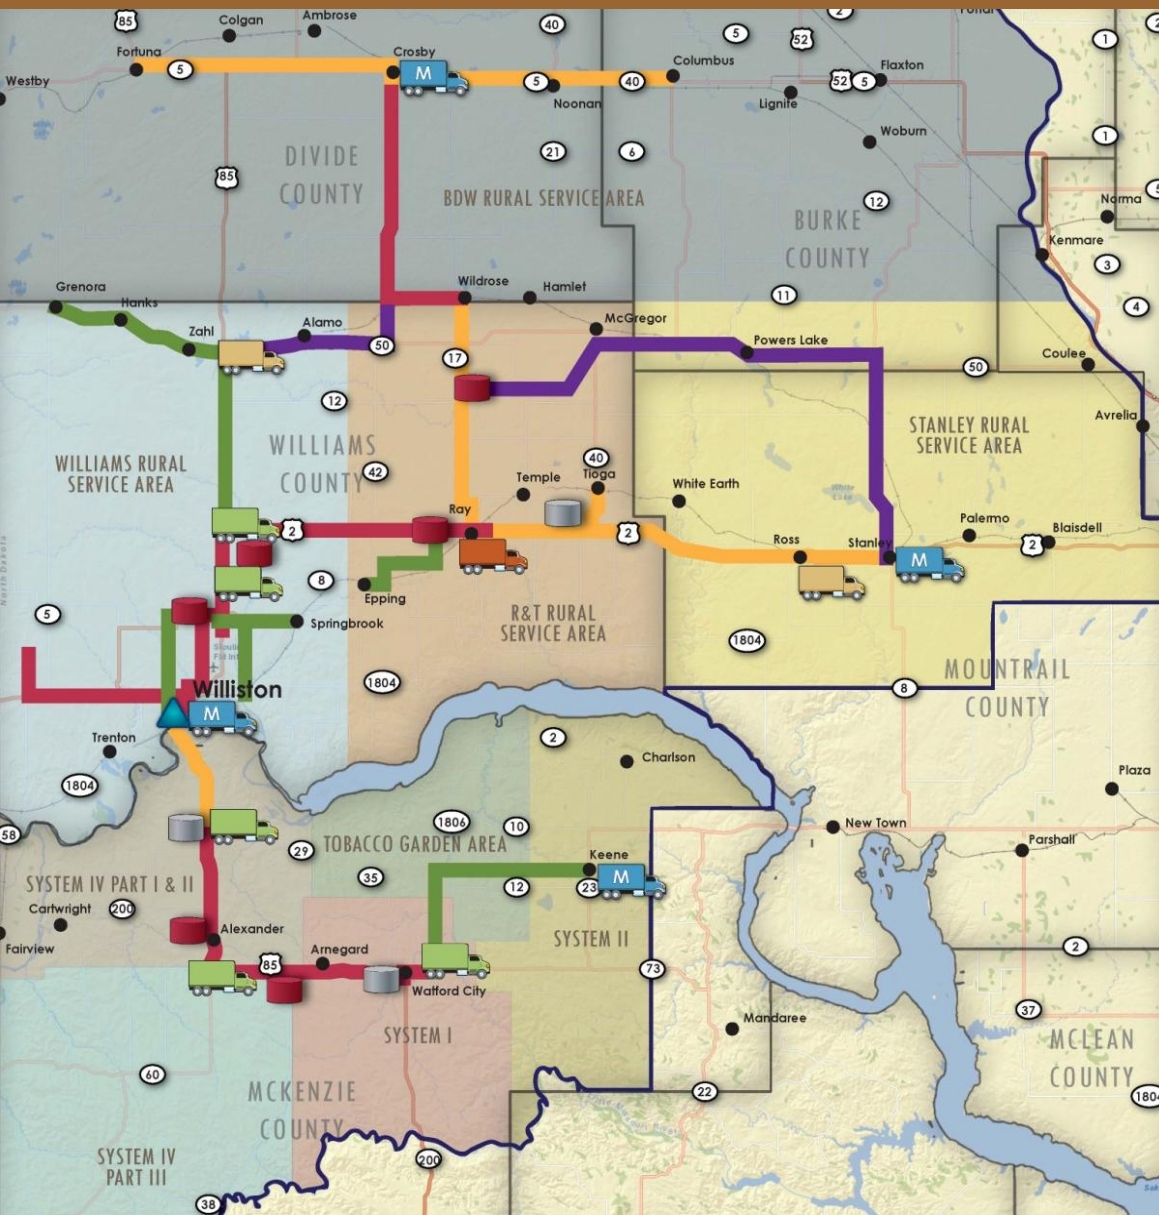 85
Colgan
Ambrose
40
5
52
2
1
Fortuna
5
Crosby
M
Columbus
Flaxton
Westby
5
40
52
5
Noonan
Lignite
Woburn
1
DIVIDE
COUNTY
21
6
85
BDW RURAL SERVICE AREA
12
Norma
BURKE
COUNTY
Kenmare
3
Grenora
Hanks
Wildrose
Hamlet
11
4
Zahl
Alamo
50
17
McGregor
Powers Lake
Coulee
50
12
Avrelia
STANLEY RURAL
SERVICE AREA
WILLIAMS
COUNTY
42
WILLIAMS RURAL
SERVICE AREA
40
Tioga
Temple
White Earth
White
Lake
Ray
2
2
Palermo
Blaisdell
2
Ross
Stanley
M
North Dakota
8
Epping
5
Springbrook
R&T RURAL
SERVICE AREA
1804
MOUNTRAIL
COUNTY
8
1804
Williston
M
Trenton
2
Charlson
1804
Plaza
58
1806
10
New Town
Parshall
29
TOBACCO GARDEN AREA
Keene
35
12
23
M
SYSTEM IV PART I & II
Cartwright
200
Fairview
Alexander
SYSTEM II
2
85
Arnegard
73
Watford City
37
Mandaree
SYSTEM I
MCLEAN
COUNTY
60
22
1804
MCKENZIE
COUNTY
200
SYSTEM IV
PART III
38